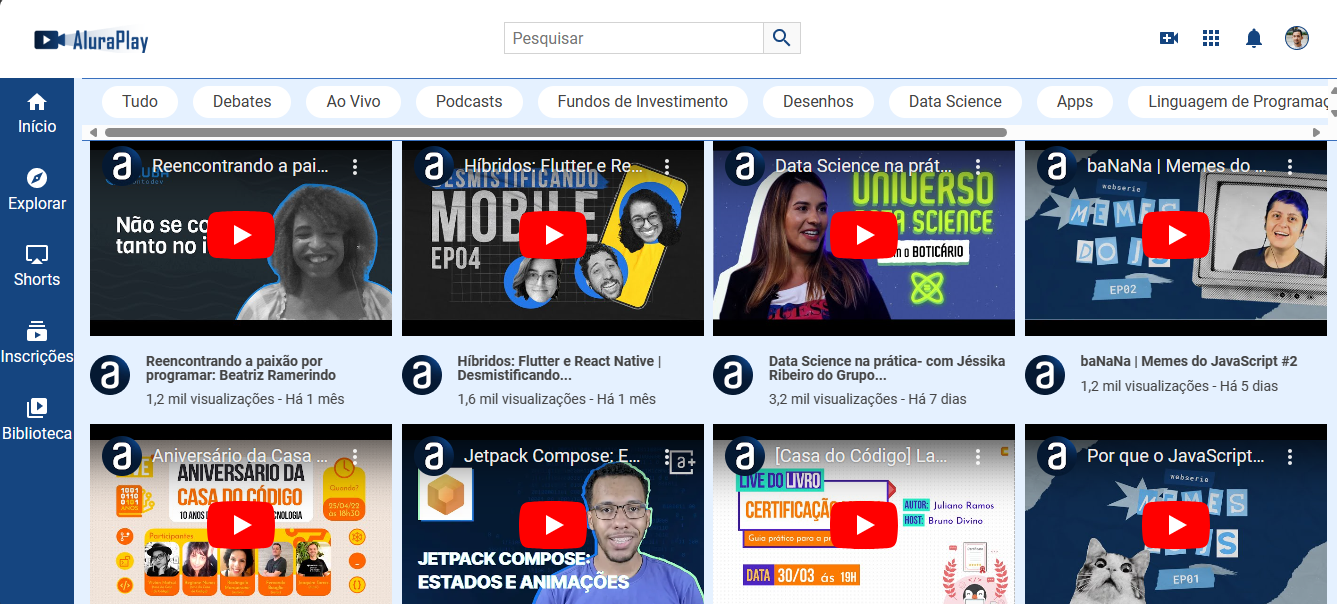 AluraPlay
Pesquisar
Início
Explorar
Shorts
Inscrições
Biblioteca
Tudo
Debates
Ao Vivo
Podcasts
Fundos de Investimento
Desenhos
Data Science
Apps
Linguagem de Programaç
a Reencontrando a pai...
Não se co
tanto no i
a Híbridos: Flutter e Re...
DESMISTIFICANDO
MOBILE
EP04
a Data Science na prát...
UNIVERSO
DATA SCIENCE
O BOTICÁRIO
a baNaNa | Memes do ...
webserie
MEMES
DO JS
EP02
a
Reencontrando a paixão por
programar: Beatriz Ramerindo
1,2 mil visualizações - Há 1 mês
a
Híbridos: Flutter e React Native |
Desmistificando...
1,6 mil visualizações - Há 1 mês
a
Data Science na prática- com Jéssika
Ribeiro do Grupo...
3,2 mil visualizações - Há 7 dias
a
baNaNa | Memes do JavaScript #2
1,2 mil visualizações - Há 5 dias
a Aniversário da Casa ...
ANIVERSÁRIO DA
CASA DO CÓDIGO
10 ANOS D
NOLOGIA
1001
0110
0101
ANOS
Quando?
25/04/22
às 18h30
Participantes
a Jetpack Compose: E...
a+
JETPACK COMPOSE:
ESTADOS E ANIMAÇÕES
a [Casa do Código] La...
LIVE DO LIVRO
CERTIFICAÇÃ
Guia prático para a pr
AUTOR: Juliano Ramos
HOST: Bruno Divino
DATA 30/03 às 19H
a Por que o JavaScript...
webserie
MEMES
S
EP01